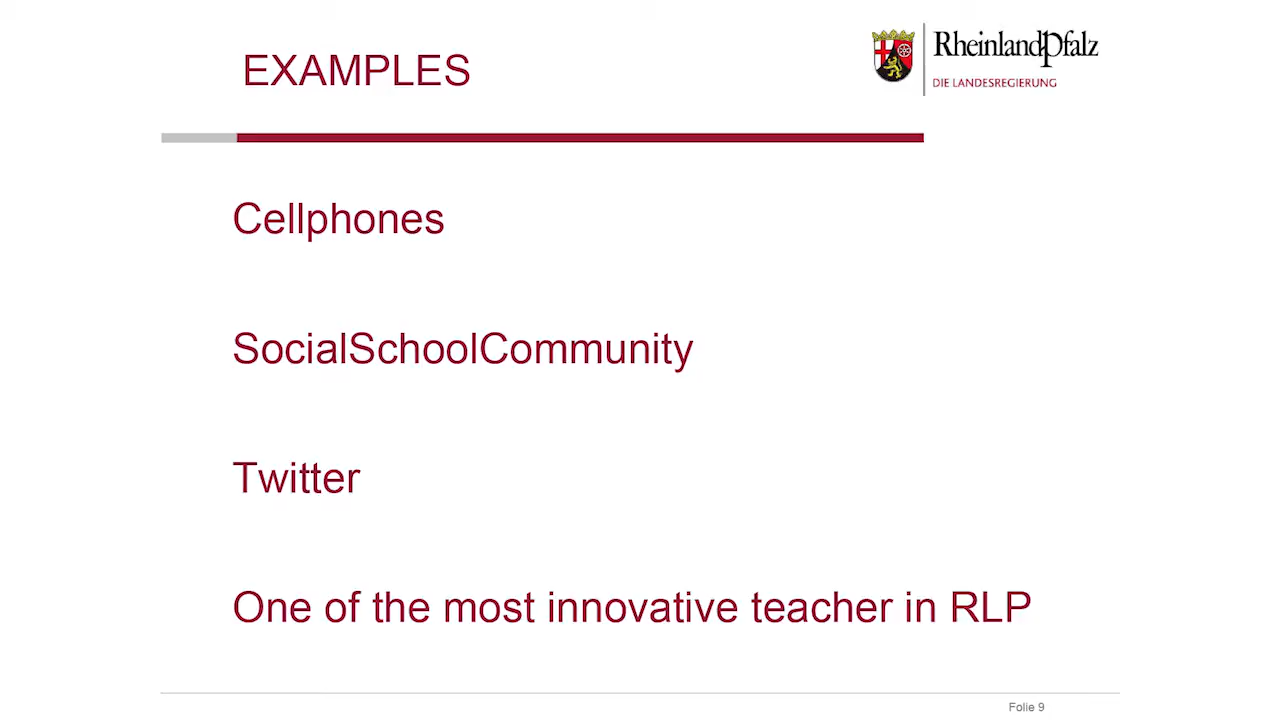 EXAMPLES
RheinlandPfalz
DIE LANDESREGIERUNG
Cellphones
SocialSchoolCommunity
Twitter
One of the most innovative teacher in RLP
Folie 9